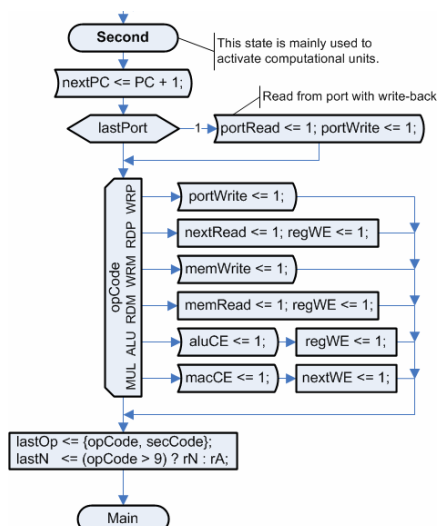 Second
This state is mainly used to
activate computational units.
nextPC <= PC + 1;
Read from port with write-back
lastPort
1
portRead <= 1; portWrite <= 1;
opCode
WRP
portWrite <= 1;
RDP
nextRead <= 1; regWE <= 1;
WRM
memWrite <= 1;
RDM
memRead <= 1; regWE <= 1;
ALU
aluCE <= 1;
regWE <= 1;
MUL
macCE <= 1;
nextWE <= 1;
lastOp <= {opCode, secCode};
lastN <= (opCode > 9) ? rN : rA;
Main